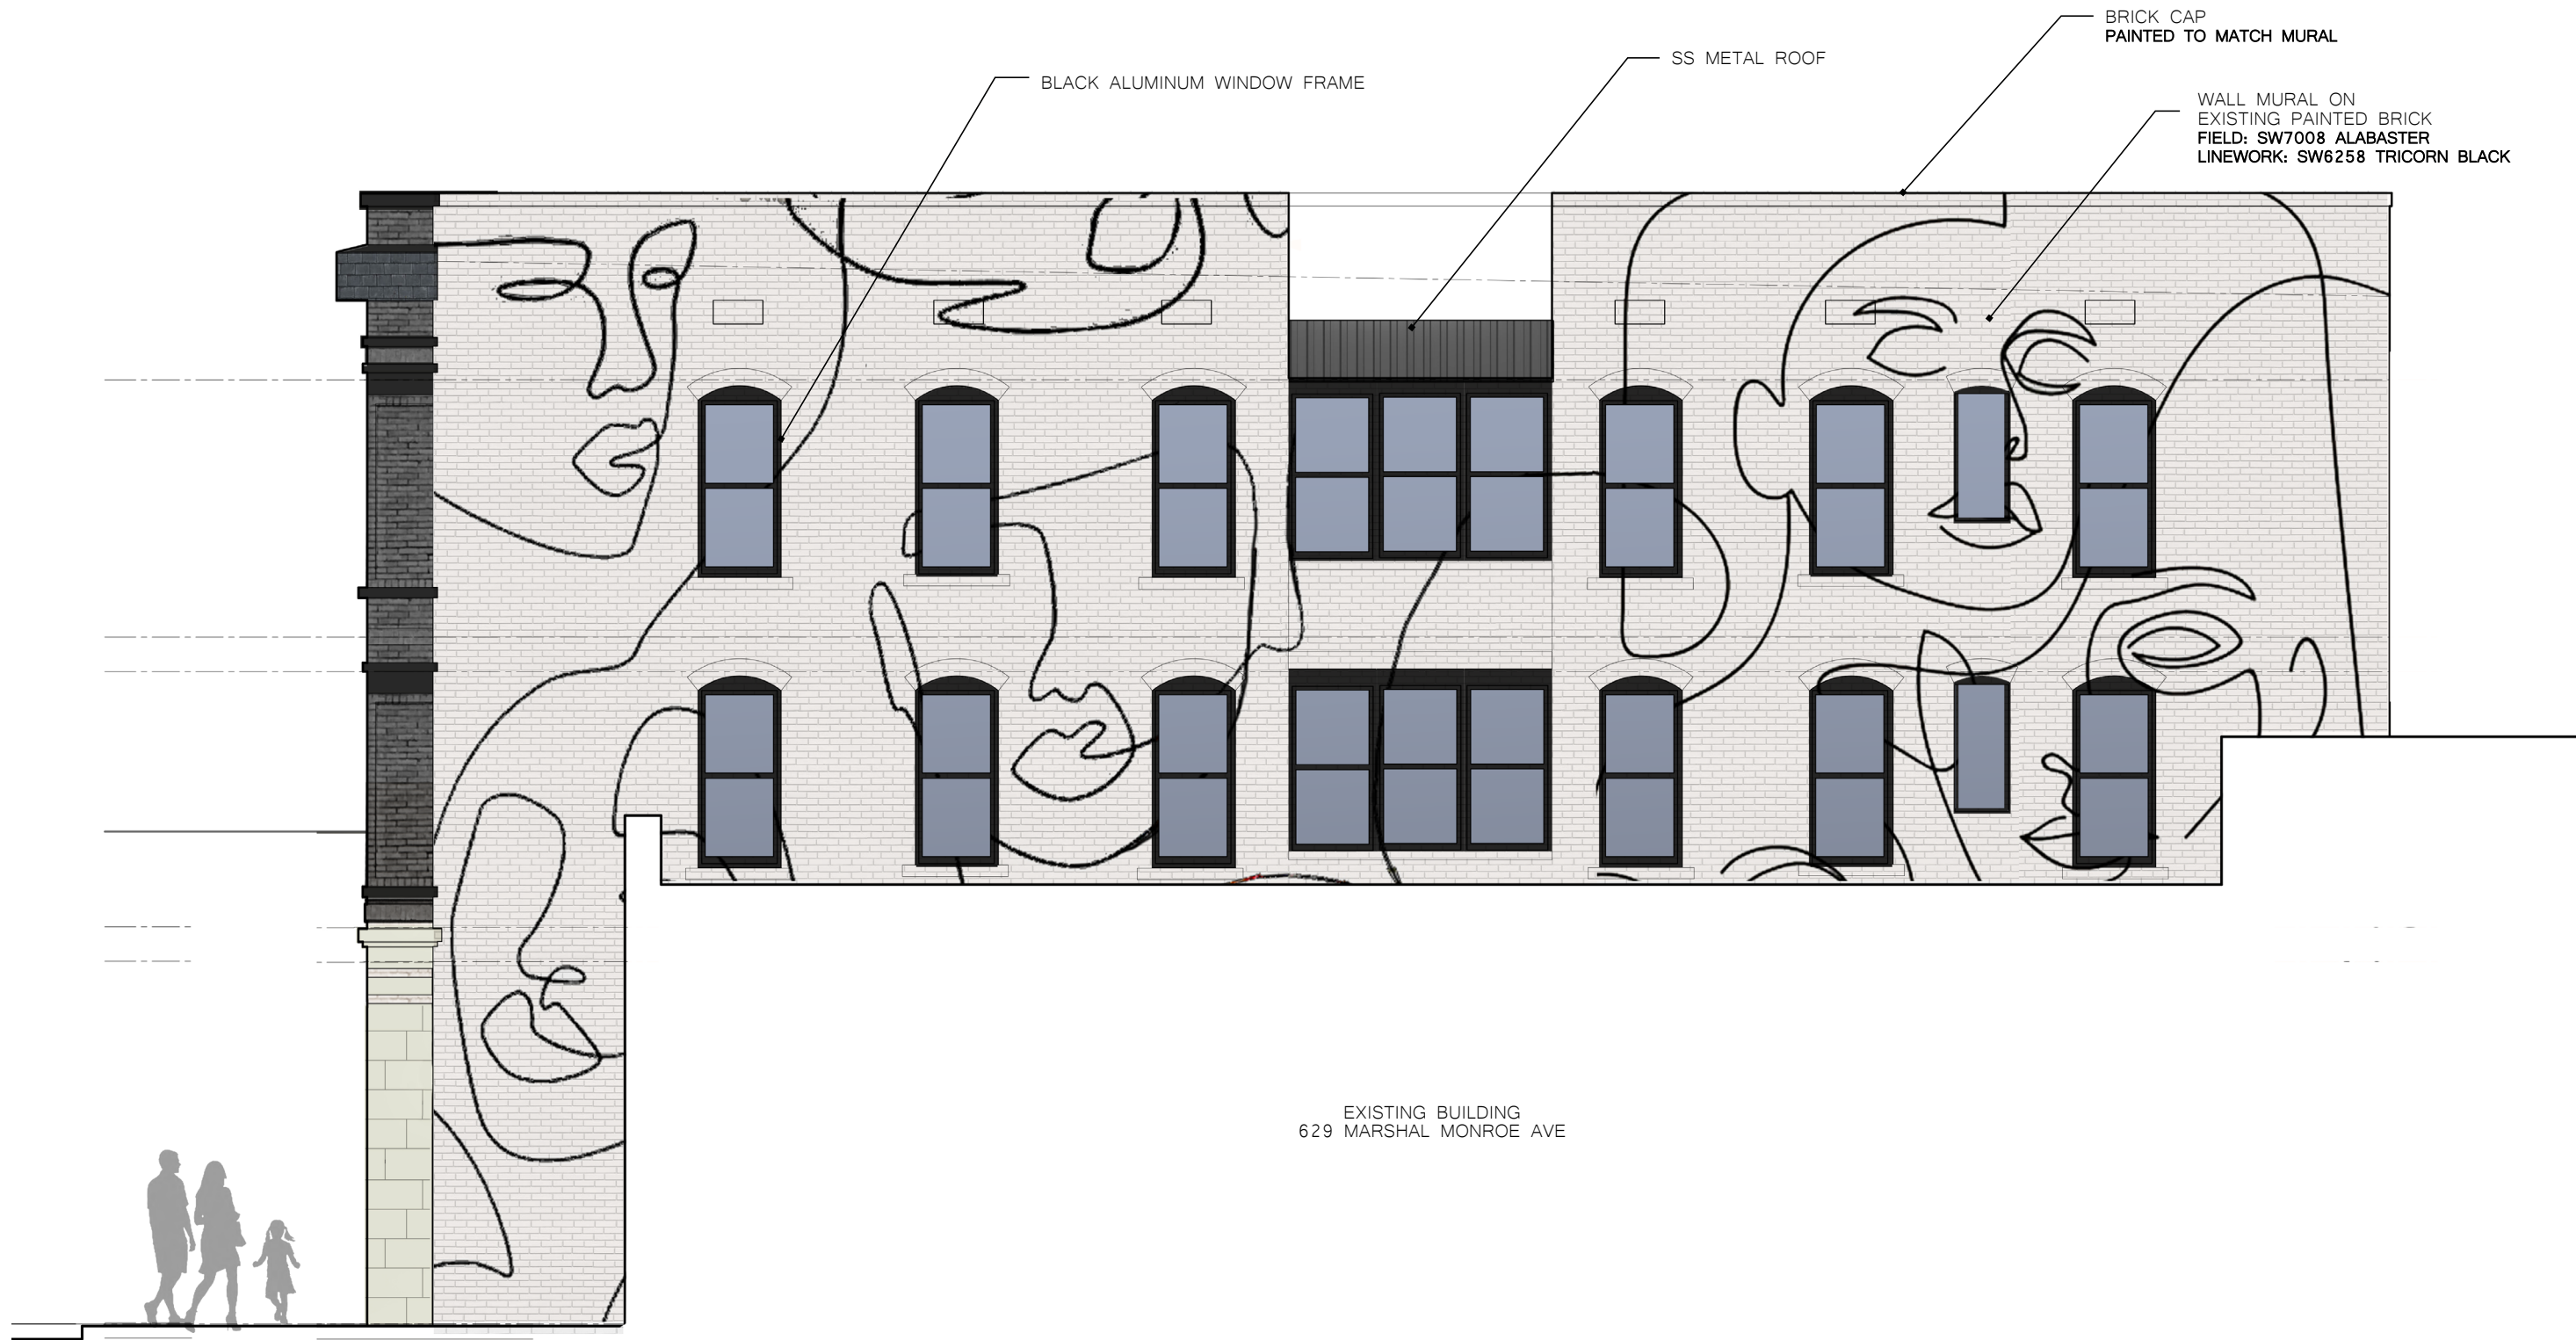 BRICK CAP
PAINTED TO MATCH MURAL
SS METAL ROOF
BLACK ALUMINUM WINDOW FRAME
WALL MURAL ON
EXISTING PAINTED BRICK
FIELD: SW7008 ALABASTER
LINEWORK: SW6258 TRICORN BLACK
EXISTING BUILDING
629 MARSHAL MONROE AVE